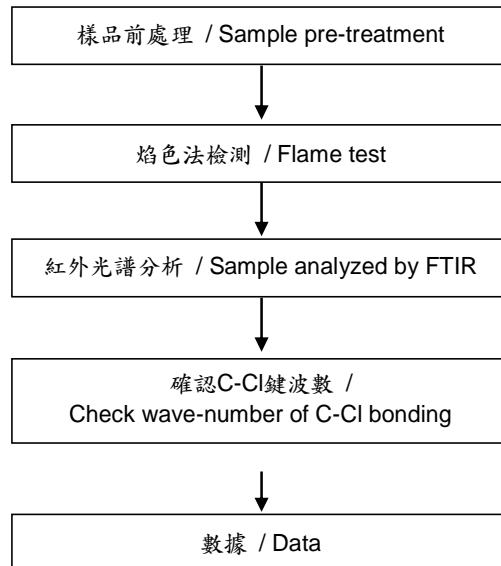 樣品前處理 / Sample pre-treatment
焰色法檢測 / Flame test
紅外光譜分析 / Sample analyzed by FTIR
確認C-Cl鍵波數 /
Check wave-number of C-Cl bonding
數據 / Data